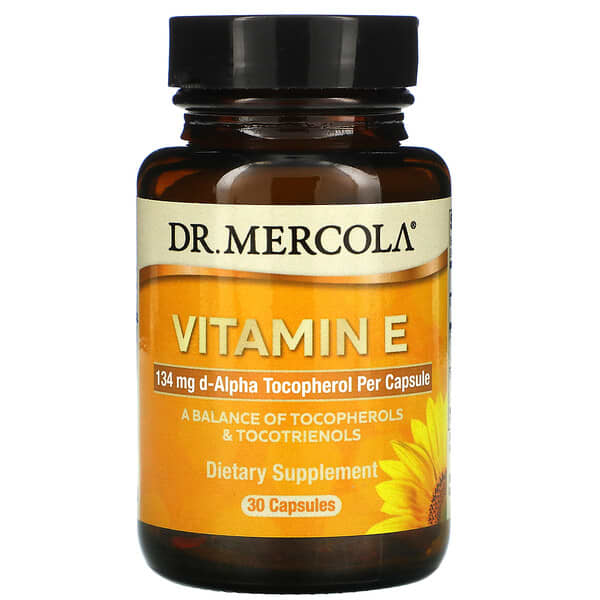 DR. MERCOLA®
VITAMIN E
134 mg d-Alpha Tocopherol Per Capsule
A BALANCE OF TOCOPHEROLS
& TOCOTRIENOLS
Dietary Supplement
30 Capsules